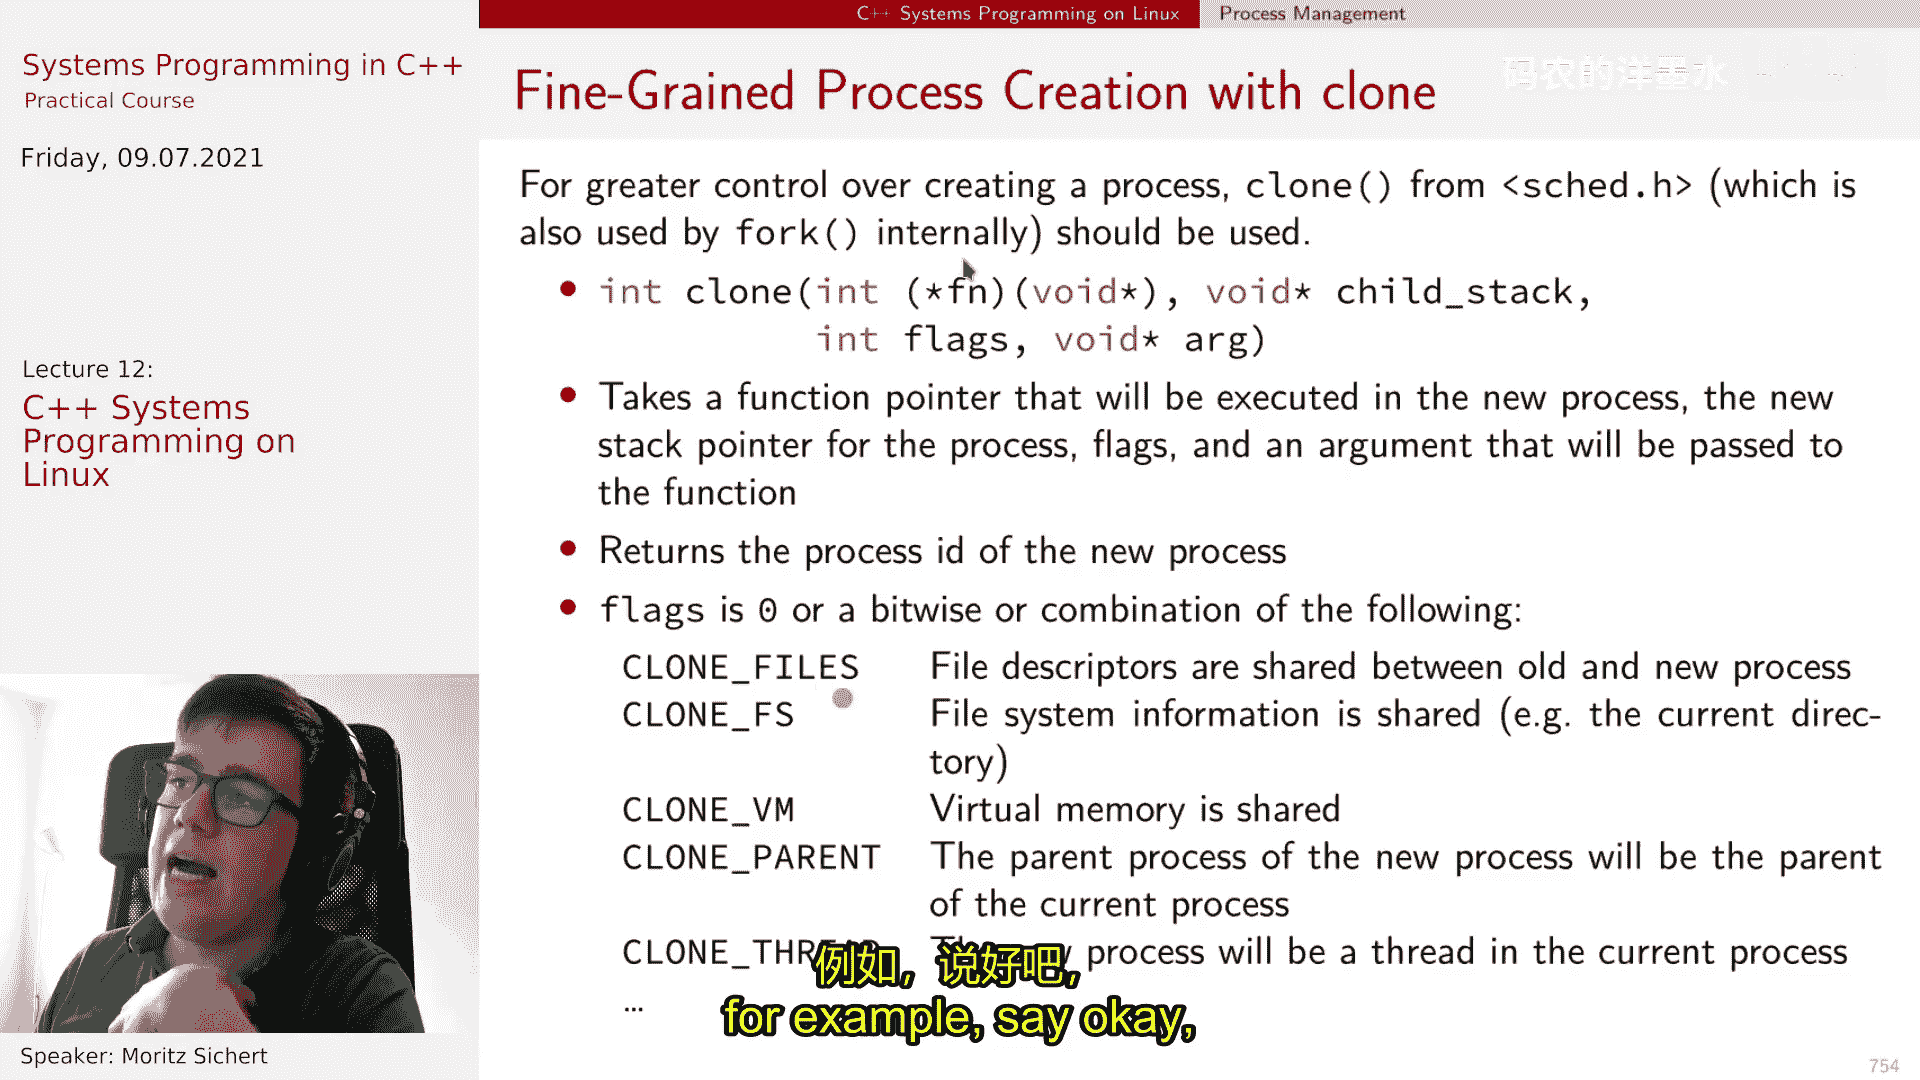 C++ Systems Programming on Linux
Process Management
Systems Programming in C++
Practical Course
Friday, 09.07.2021
Lecture 12:
C++ Systems
Programming on
Linux
Speaker: Moritz Sichert
码农的洋墨水
Fine-Grained Process Creation with clone
For greater control over creating a process, clone() from <sched.h> (which is
also used by fork() internally) should be used.
• int clone(int (*fn)(void*), void* child_stack,
int flags, void* arg)
• Takes a function pointer that will be executed in the new process, the new
stack pointer for the process, flags, and an argument that will be passed to
the function
• Returns the process id of the new process
• flags is 0 or a bitwise or combination of the following:
CLONE_FILES File descriptors are shared between old and new process
CLONE_FS File system information is shared (e.g. the current direc-
tory)
CLONE_VM Virtual memory is shared
CLONE_PARENT The parent process of the new process will be the parent
of the current process
process will be a thread in the current process
...
例如，说好吧，
for example, say okay,
754